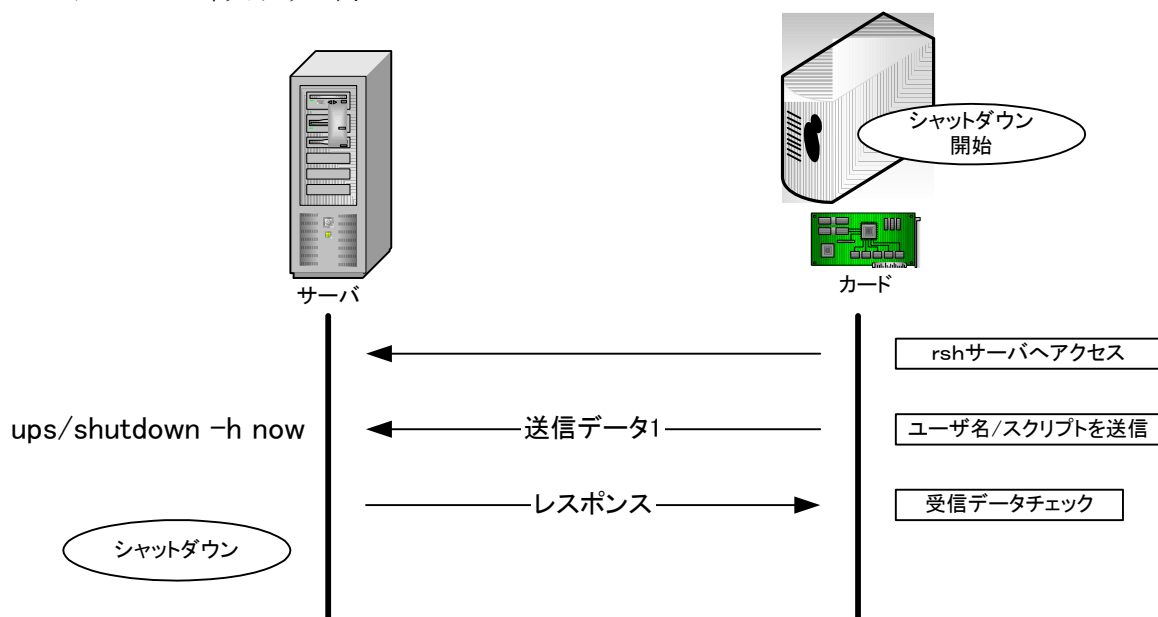 シャットダウン
開始
サーバ
カード
rshサーバへアクセス
ups/shutdown -h now
送信データ1
ユーザ名/スクリプトを送信
レスポンス
受信データチェック
シャットダウン